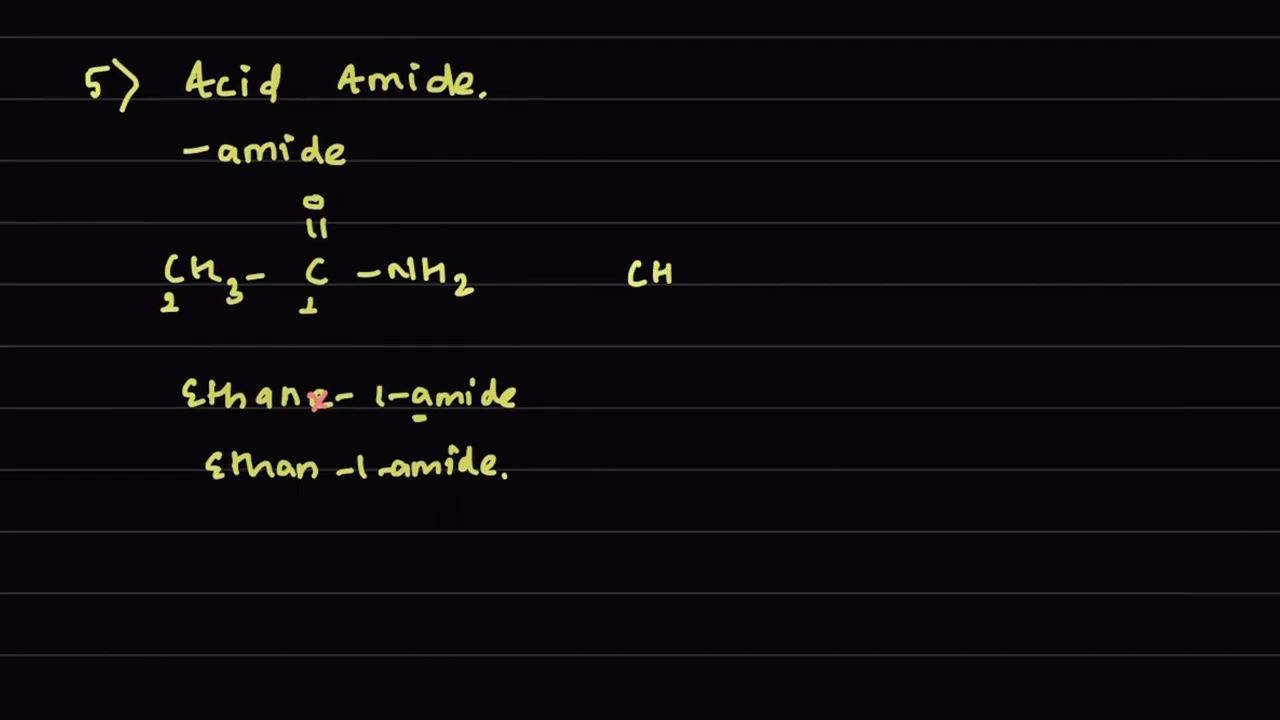 5) Acid Amide.
-amide
O
||
CH3- C -NH2 CH
2 1
Ethane- 1-amide
Ethan -1-amide.